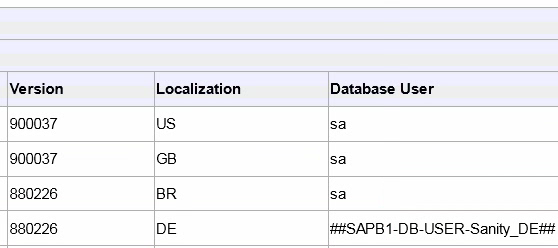 Version Localization Database User
900037 US sa
900037 GB sa
880226 BR sa
880226 DE ##SAPB1-DB-USER-Sanity_DE##